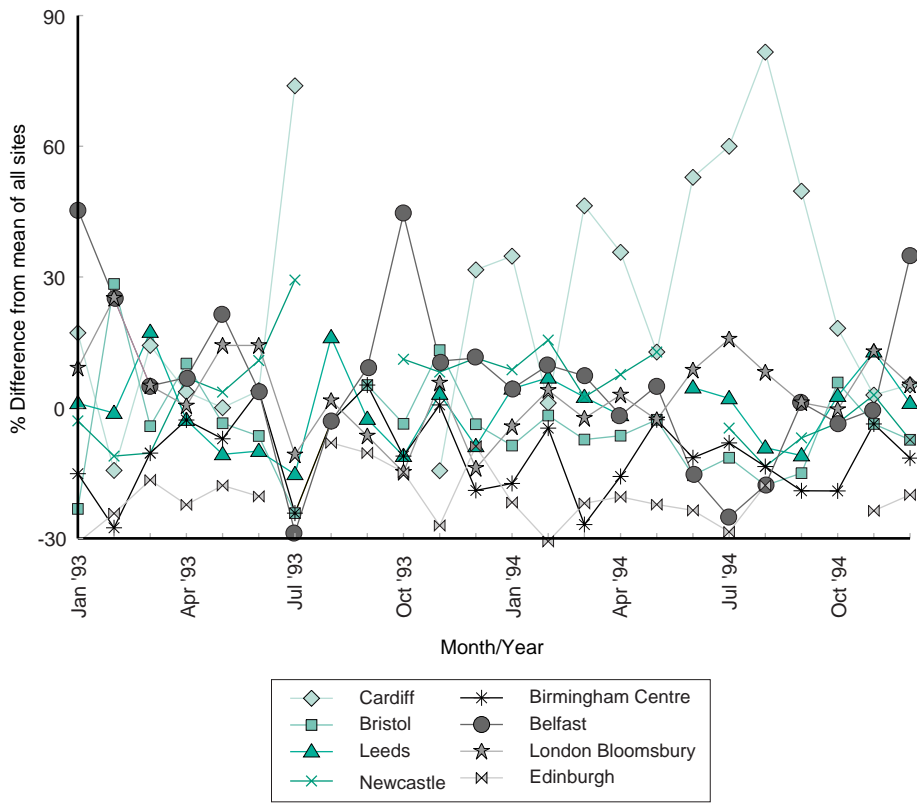 90
60
30
0
-30
% Difference from mean of all sites
Jan '93
Apr '93
Jul '93
Oct '93
Jan '94
Apr '94
Jul '94
Oct '94
Month/Year
Cardiff
Bristol
Leeds
Newcastle
Birmingham Centre
Belfast
London Bloomsbury
Edinburgh